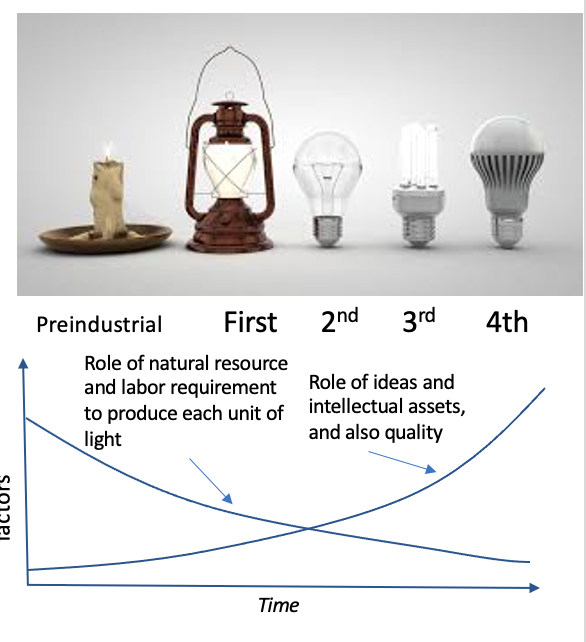 Preindustrial First 2nd 3rd 4th
Role of natural resource
and labor requirement
to produce each unit of
light
Role of ideas and
intellectual assets,
and also quality
factors
Time